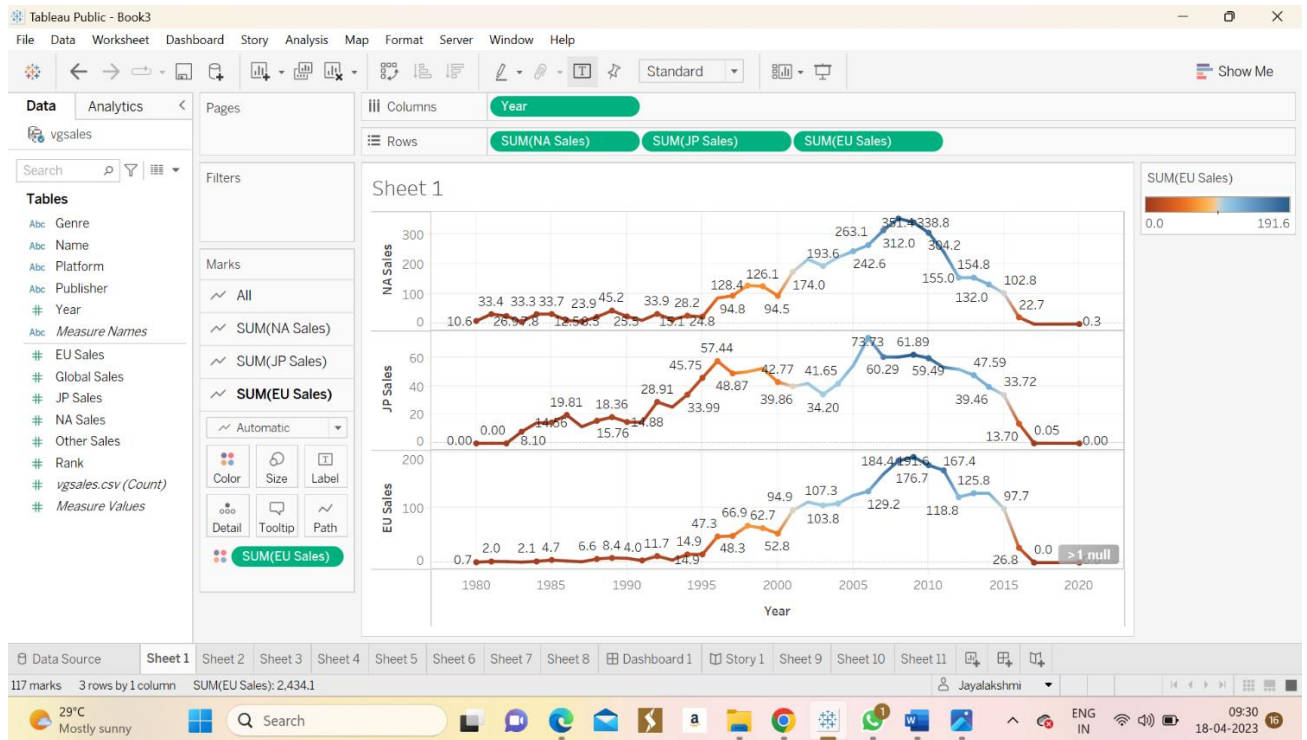 Tableau Public - Book3
File Data Worksheet Dashboard Story Analysis Map Format Server Window Help
Standard
Show Me
Data Analytics
vgsales
Search
Tables
Abc Genre
Abc Name
Abc Platform
Abc Publisher
# Year
Abc Measure Names
# EU Sales
# Global Sales
# JP Sales
# NA Sales
# Other Sales
# Rank
# vgsales.csv (Count)
# Measure Values
Pages
Filters
Marks
All
SUM(NA Sales)
SUM(JP Sales)
SUM(EU Sales)
Automatic
Color Size Label
Detail Tooltip Path
SUM(EU Sales)
Columns Year
Rows SUM(NA Sales) SUM(JP Sales) SUM(EU Sales)
Sheet 1
NA Sales
300
200
100
0
10.6 33.4 33.3 33.7 23.9 45.2 25.5 33.9 15.1 28.2 24.8 128.4 94.8 126.1 94.5 174.0 193.6 242.6 263.1 312.0 351.4 338.8 304.2 155.0 154.8 132.0 102.8 22.7 0.3
JP Sales
60
40
20
0
0.00 0.00 8.10 14.56 19.81 15.76 18.36 14.88 28.91 33.99 45.75 57.44 48.87 42.77 39.86 41.65 34.20 73.73 60.29 61.89 59.49 39.46 47.59 33.72 13.70 0.05 0.00
EU Sales
200
100
0
0.7 2.0 2.1 4.7 6.6 8.4 4.0 11.7 14.9 14.9 47.3 48.3 66.9 62.7 52.8 94.9 107.3 103.8 129.2 184.4 191.6 176.7 167.4 118.8 125.8 97.7 26.8 0.0
>1 null
1980 1985 1990 1995 2000 2005 2010 2015 2020
Year
SUM(EU Sales)
0.0 191.6
Data Source Sheet 1 Sheet 2 Sheet 3 Sheet 4 Sheet 5 Sheet 6 Sheet 7 Sheet 8 Dashboard 1 Story 1 Sheet 9 Sheet 10 Sheet 11
117 marks 3 rows by 1 column SUM(EU Sales): 2,434.1
Jayalakshmi
29°C
Mostly sunny
Search
1
ENG
IN
09:30
18-04-2023
16